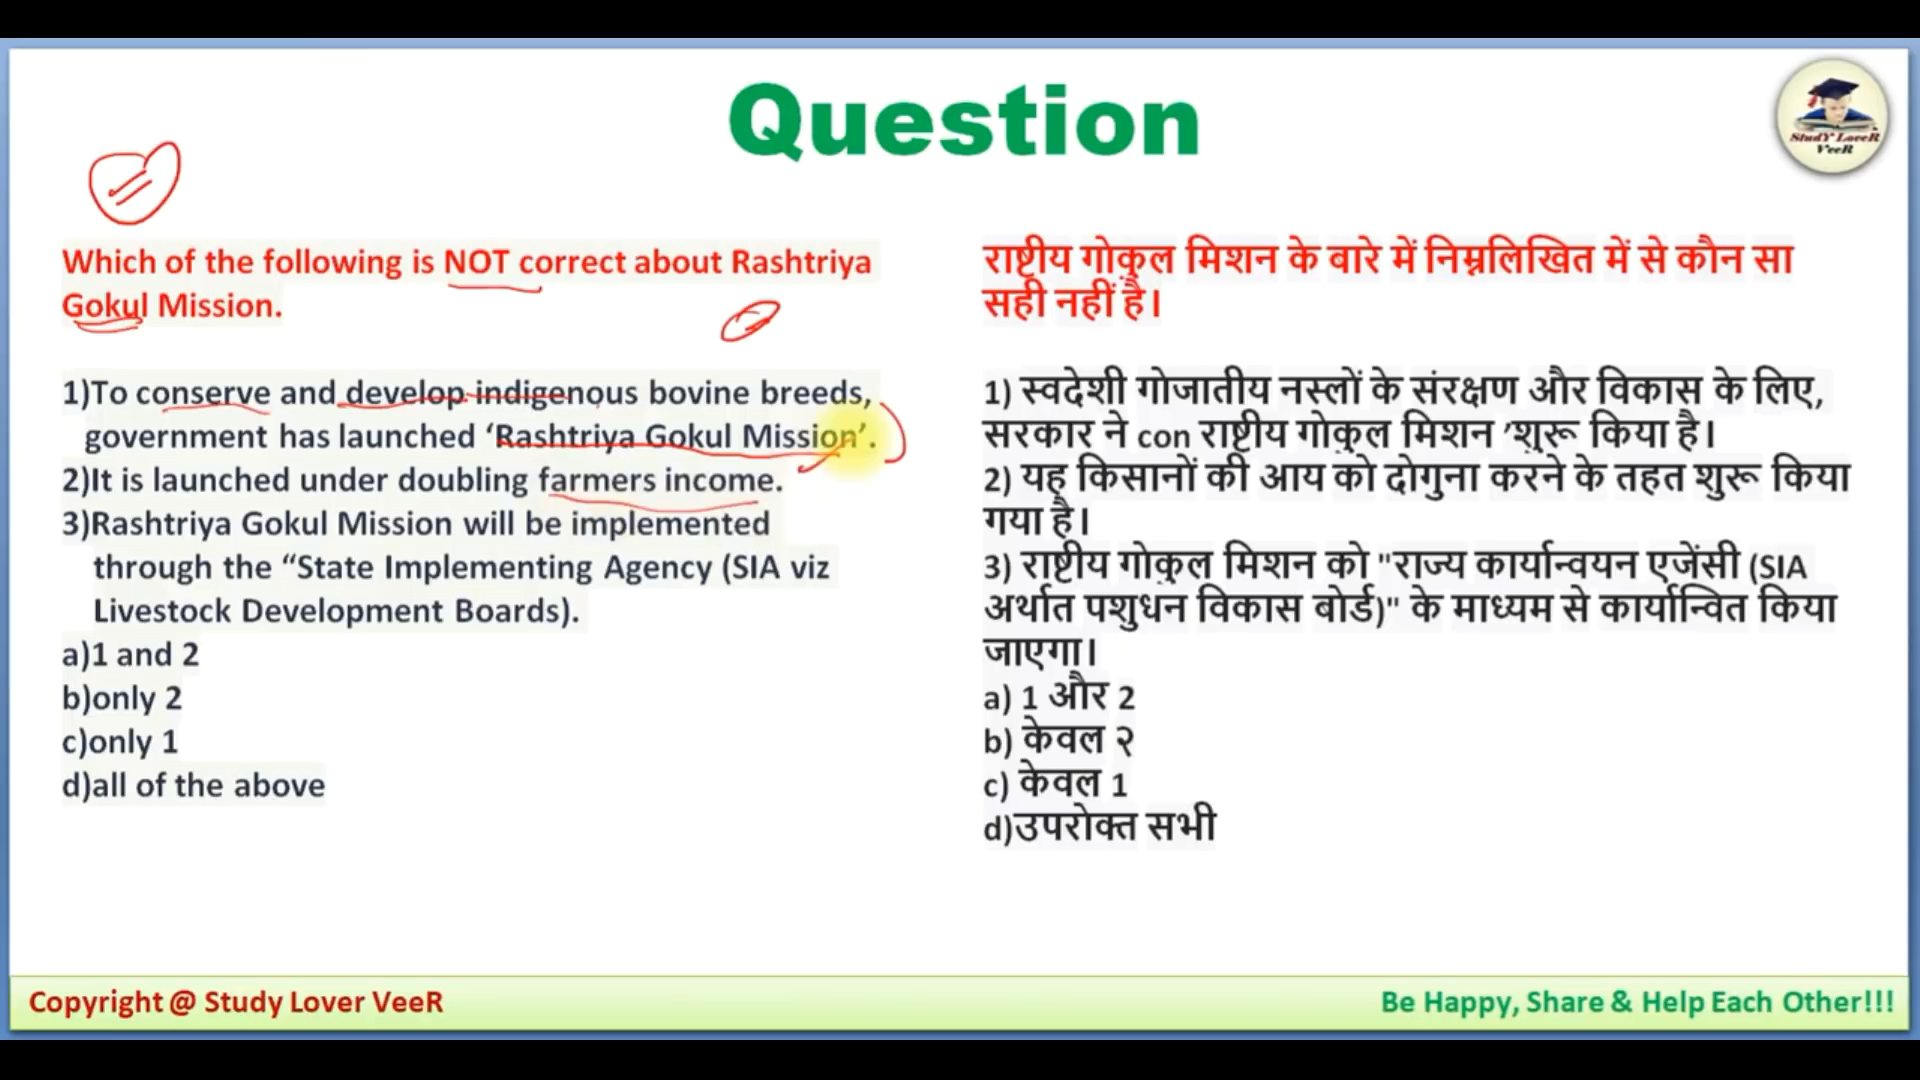 Question
StudY LoveR
VeeR
Which of the following is NOT correct about Rashtriya
Gokul Mission.
1)To conserve and develop indigenous bovine breeds,
government has launched ‘Rashtriya Gokul Mission’.
2)It is launched under doubling farmers income.
3)Rashtriya Gokul Mission will be implemented
through the “State Implementing Agency (SIA viz
Livestock Development Boards).
a)1 and 2
b)only 2
c)only 1
d)all of the above
राष्ट्रीय गोकुल मिशन के बारे में निम्नलिखित में से कौन सा
सही नहीं है।
1) स्वदेशी गोजातीय नस्लों के संरक्षण और विकास के लिए,
सरकार ने con राष्ट्रीय गोकुल मिशन ’शुरू किया है।
2) यह किसानों की आय को दोगुना करने के तहत शुरू किया
गया है।
3) राष्ट्रीय गोकुल मिशन को "राज्य कार्यान्वयन एजेंसी (SIA
अर्थात पशुधन विकास बोर्ड)" के माध्यम से कार्यान्वित किया
जाएगा।
a) 1 और 2
b) केवल २
c) केवल 1
d)उपरोक्त सभी
Copyright @ Study Lover VeeR
Be Happy, Share & Help Each Other!!!